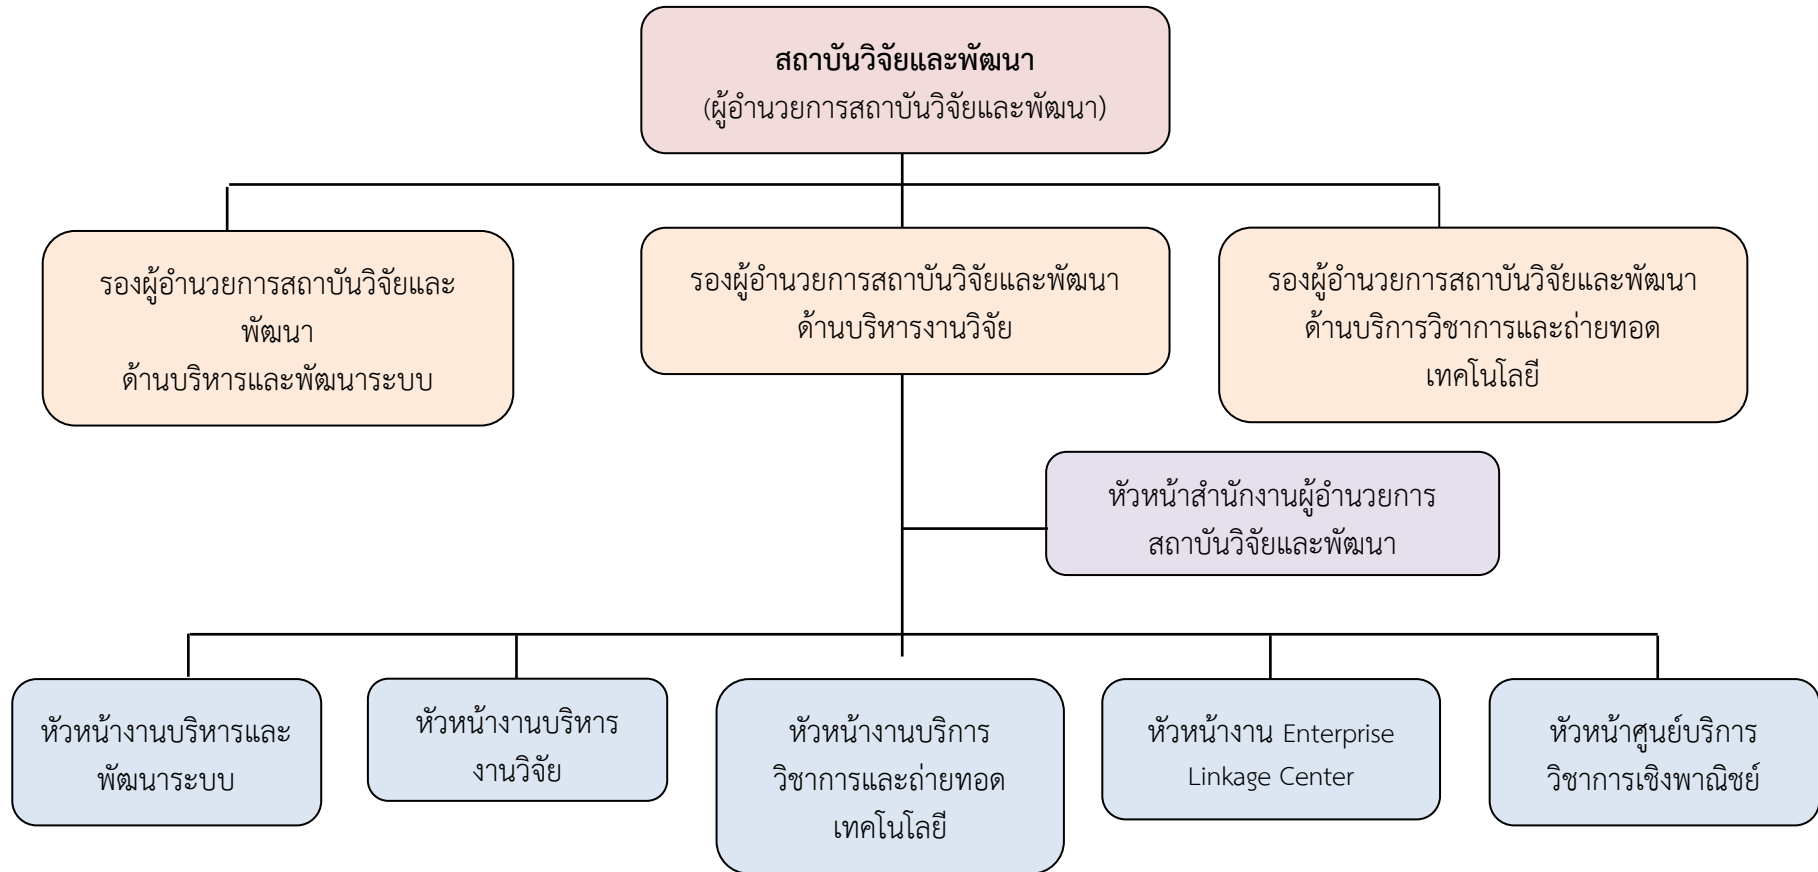 สถาบันวิจัยและพัฒนา
(ผู้อำนวยการสถาบันวิจัยและพัฒนา)
รองผู้อำนวยการสถาบันวิจัยและ
พัฒนา
ด้านบริหารและพัฒนาระบบ
รองผู้อำนวยการสถาบันวิจัยและพัฒนา
ด้านบริหารงานวิจัย
รองผู้อำนวยการสถาบันวิจัยและพัฒนา
ด้านบริการวิชาการและถ่ายทอด
เทคโนโลยี
หัวหน้าสำนักงานผู้อำนวยการ
สถาบันวิจัยและพัฒนา
หัวหน้างานบริหารและ
พัฒนาระบบ
หัวหน้างานบริหาร
งานวิจัย
หัวหน้างานบริการ
วิชาการและถ่ายทอด
เทคโนโลยี
หัวหน้างาน Enterprise
Linkage Center
หัวหน้าศูนย์บริการ
วิชาการเชิงพาณิชย์